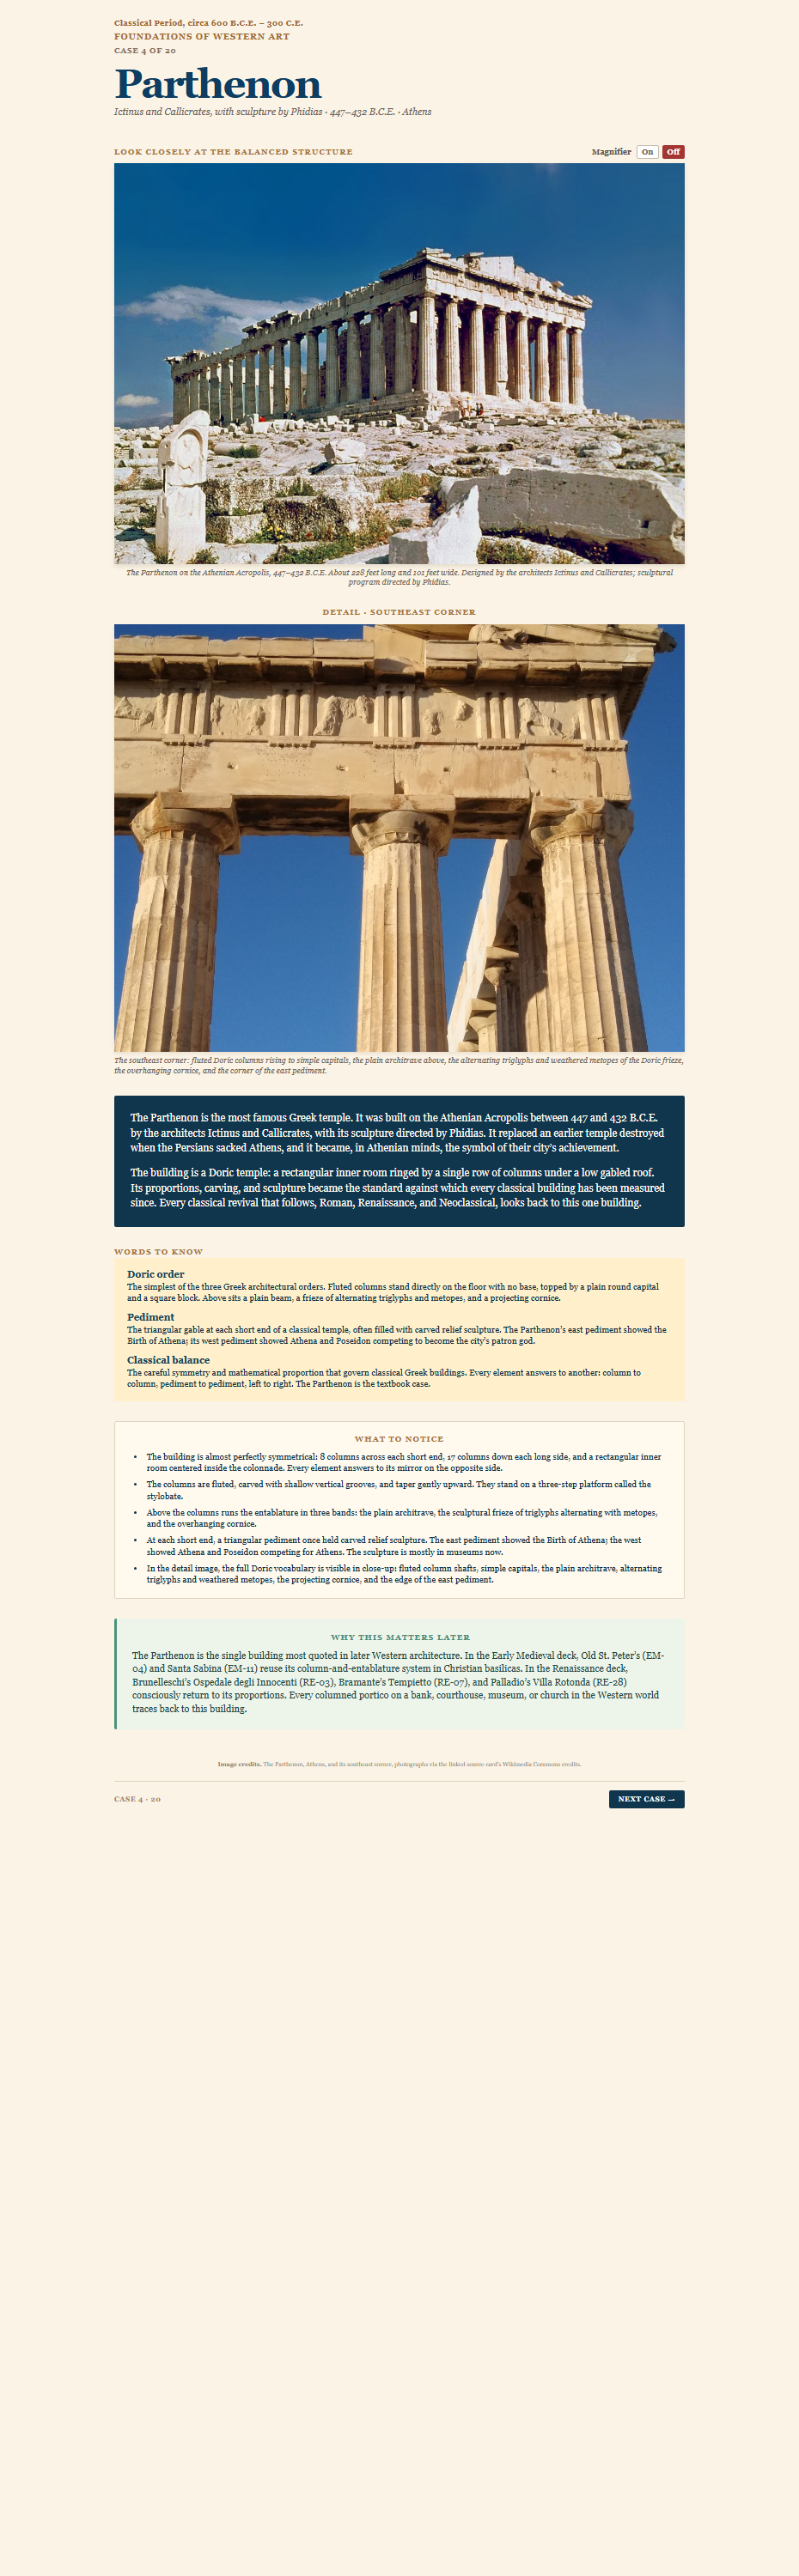 Classical Period, circa 600 B.C.E. – 300 C.E.
FOUNDATIONS OF WESTERN ART
CASE 4 OF 20
Parthenon
Ictinus and Callicrates, with sculpture by Phidias · 447–432 B.C.E. · Athens
LOOK CLOSELY AT THE BALANCED STRUCTURE
Magnifier On Off
The Parthenon on the Athenian Acropolis, 447–432 B.C.E. About 228 feet long and 101 feet wide. Designed by the architects Ictinus and Callicrates; sculptural
program directed by Phidias.
DETAIL · SOUTHEAST CORNER
The southeast corner: fluted Doric columns rising to simple capitals, the plain architrave above, the alternating triglyphs and weathered metopes of the Doric frieze,
the overhanging cornice, and the corner of the east pediment.
The Parthenon is the most famous Greek temple. It was built on the Athenian Acropolis between 447 and 432 B.C.E.
by the architects Ictinus and Callicrates, with its sculpture directed by Phidias. It replaced an earlier temple destroyed
when the Persians sacked Athens, and it became, in Athenian minds, the symbol of their city's achievement.
The building is a Doric temple: a rectangular inner room ringed by a single row of columns under a low gabled roof.
Its proportions, carving, and sculpture became the standard against which every classical building has been measured
since. Every classical revival that follows, Roman, Renaissance, and Neoclassical, looks back to this one building.
WORDS TO KNOW
Doric order
The simplest of the three Greek architectural orders. Fluted columns stand directly on the floor with no base, topped by a plain round capital
and a square block. Above sits a plain beam, a frieze of alternating triglyphs and metopes, and a projecting cornice.
Pediment
The triangular gable at each short end of a classical temple, often filled with carved relief sculpture. The Parthenon's east pediment showed the
Birth of Athena; its west pediment showed Athena and Poseidon competing to become the city's patron god.
Classical balance
The careful symmetry and mathematical proportion that govern classical Greek buildings. Every element answers to another: column to
column, pediment to pediment, left to right. The Parthenon is the textbook case.
WHAT TO NOTICE
• The building is almost perfectly symmetrical: 8 columns across each short end, 17 columns down each long side, and a rectangular inner
room centered inside the colonnade. Every element answers to its mirror on the opposite side.
• The columns are fluted, carved with shallow vertical grooves, and taper gently upward. They stand on a three-step platform called the
stylobate.
• Above the columns runs the entablature in three bands: the plain architrave, the sculptural frieze of triglyphs alternating with metopes,
and the overhanging cornice.
• At each short end, a triangular pediment once held carved relief sculpture. The east pediment showed the Birth of Athena; the west
showed Athena and Poseidon competing for Athens. The sculpture is mostly in museums now.
• In the detail image, the full Doric vocabulary is visible in close-up: fluted column shafts, simple capitals, the plain architrave, alternating
triglyphs and weathered metopes, the projecting cornice, and the edge of the east pediment.
WHY THIS MATTERS LATER
The Parthenon is the single building most quoted in later Western architecture. In the Early Medieval deck, Old St. Peter's (EM-
04) and Santa Sabina (EM-11) reuse its column-and-entablature system in Christian basilicas. In the Renaissance deck,
Brunelleschi's Ospedale degli Innocenti (RE-03), Bramante's Tempietto (RE-07), and Palladio's Villa Rotonda (RE-28)
consciously return to its proportions. Every columned portico on a bank, courthouse, museum, or church in the Western world
traces back to this building.
Image credits. The Parthenon, Athens, and its southeast corner, photographs via the linked source card's Wikimedia Commons credits.
CASE 4 · 20
NEXT CASE →